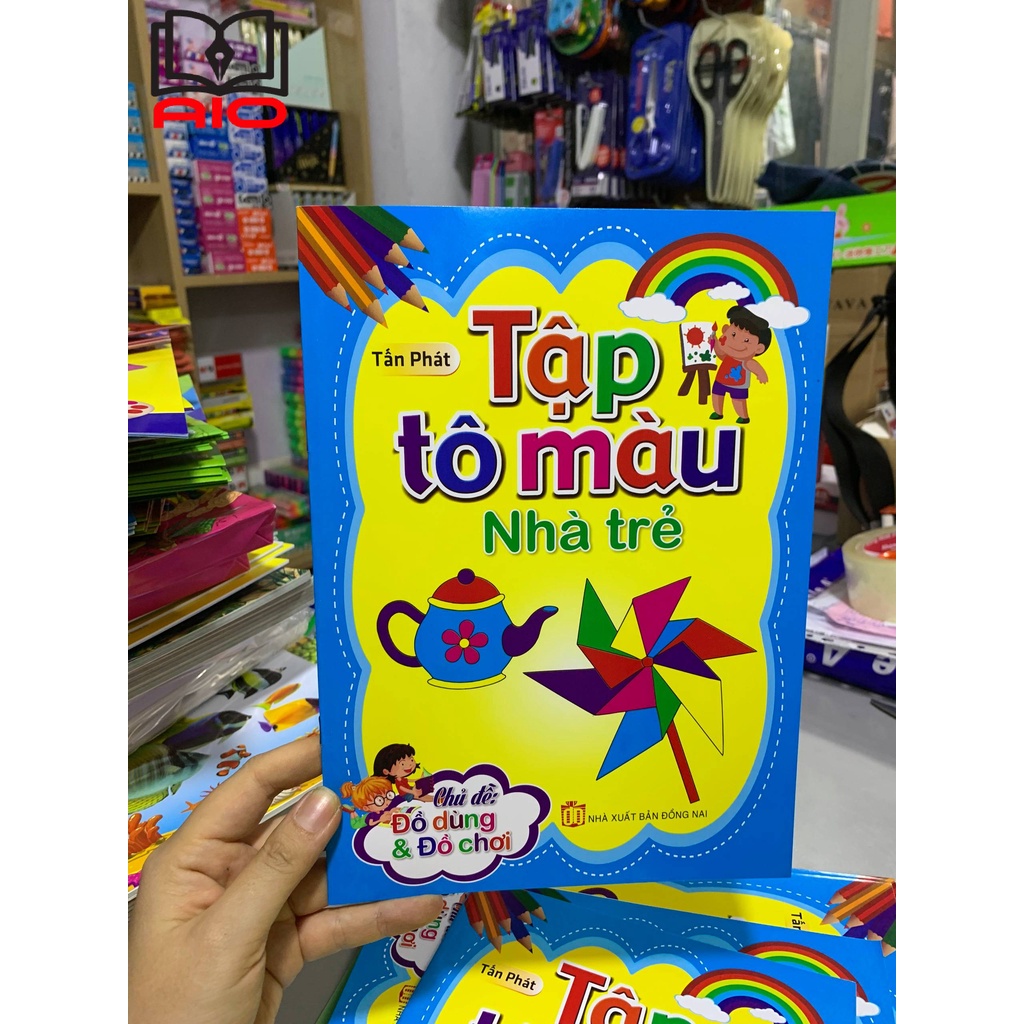 AIO
Tấn Phát
Tập
tô màu
Nhà trẻ
Chủ đề:
Đồ dùng
& Đồ chơi
NHÀ XUẤT BẢN ĐỒNG NAI
Tấn Phát
Tập